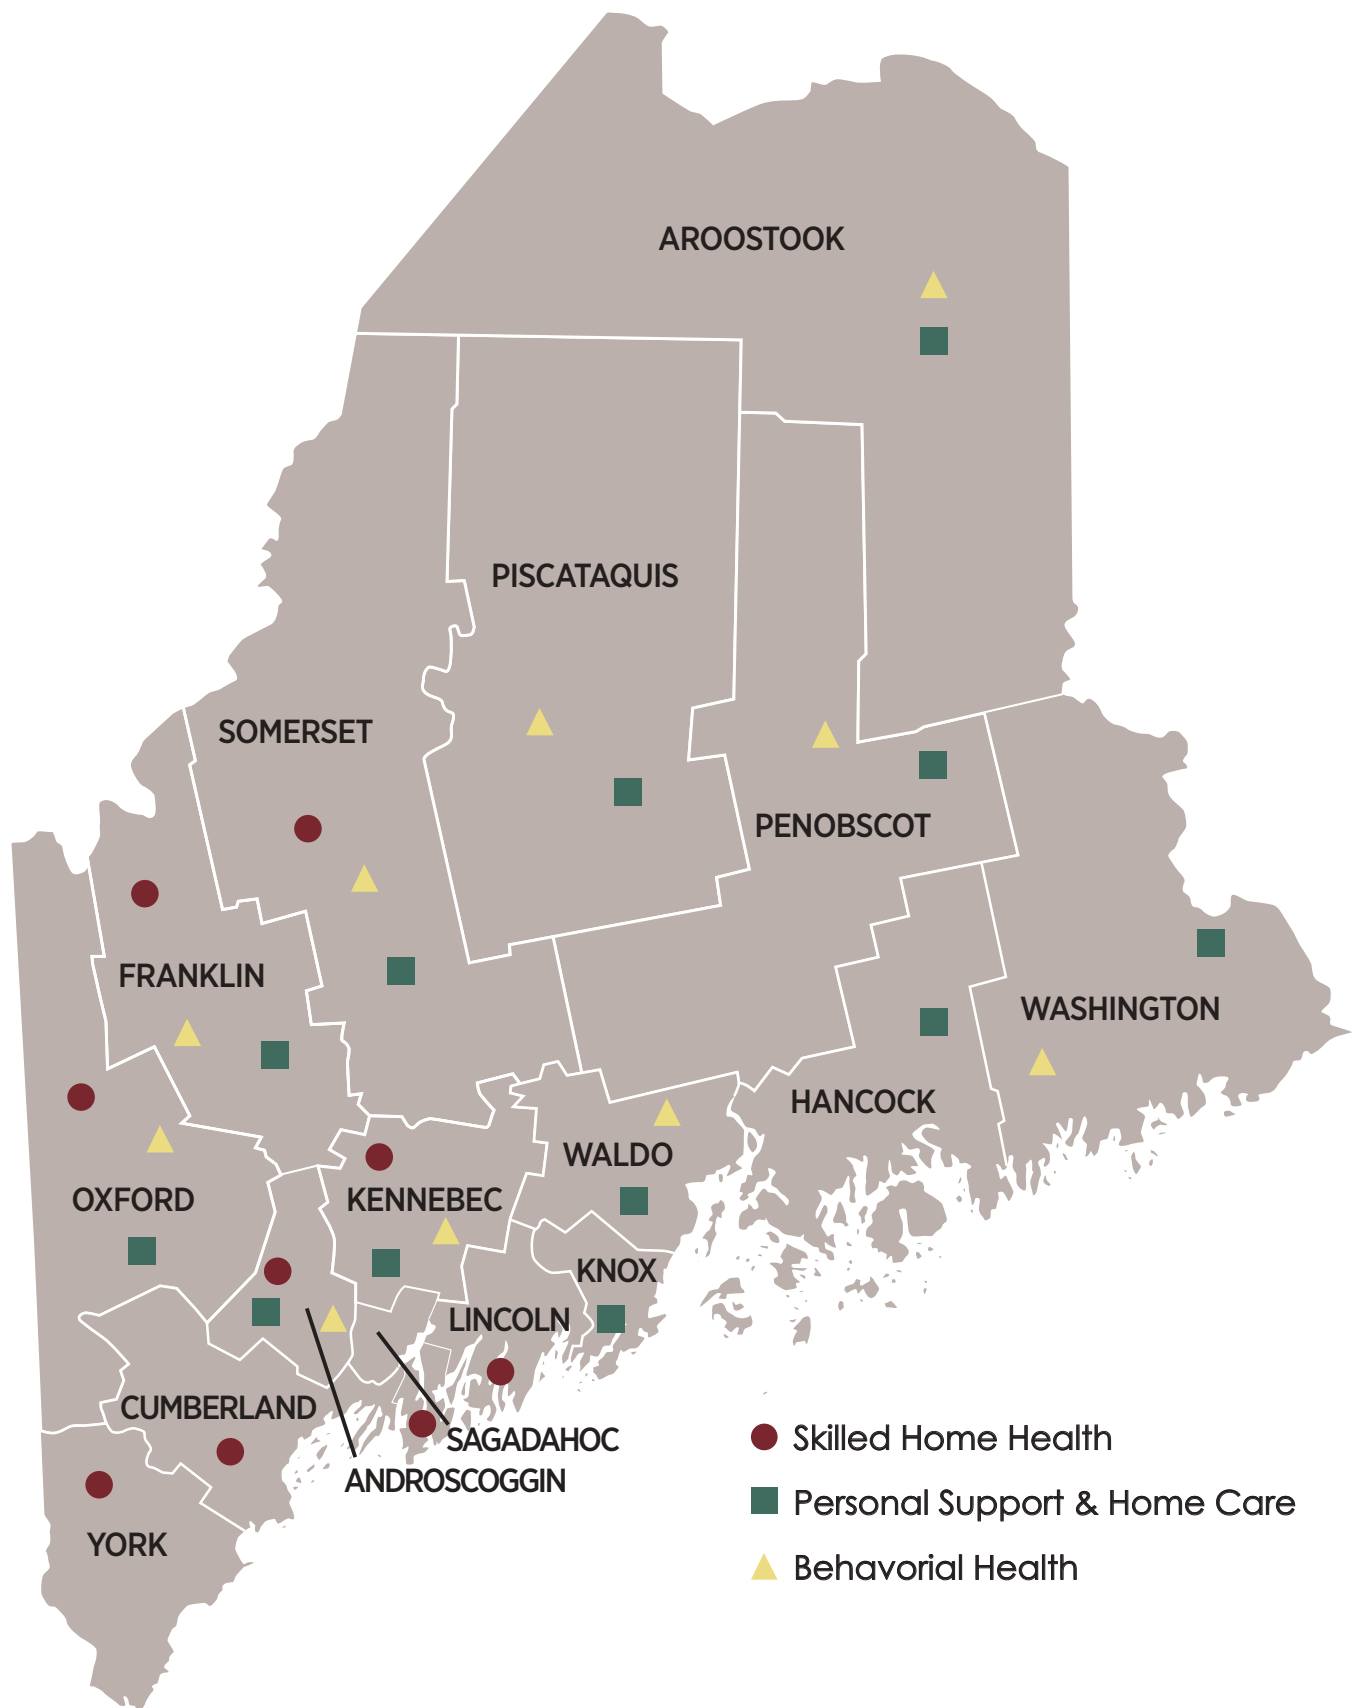 AROOSTOOK
PISCATAQUIS
SOMERSET
PENOBSCOT
FRANKLIN
WASHINGTON
HANCOCK
WALDO
OXFORD
KENNEBEC
KNOX
LINCOLN
CUMBERLAND
SAGADAHOC
ANDROSCOGGIN
YORK
Skilled Home Health
Personal Support & Home Care
Behavorial Health